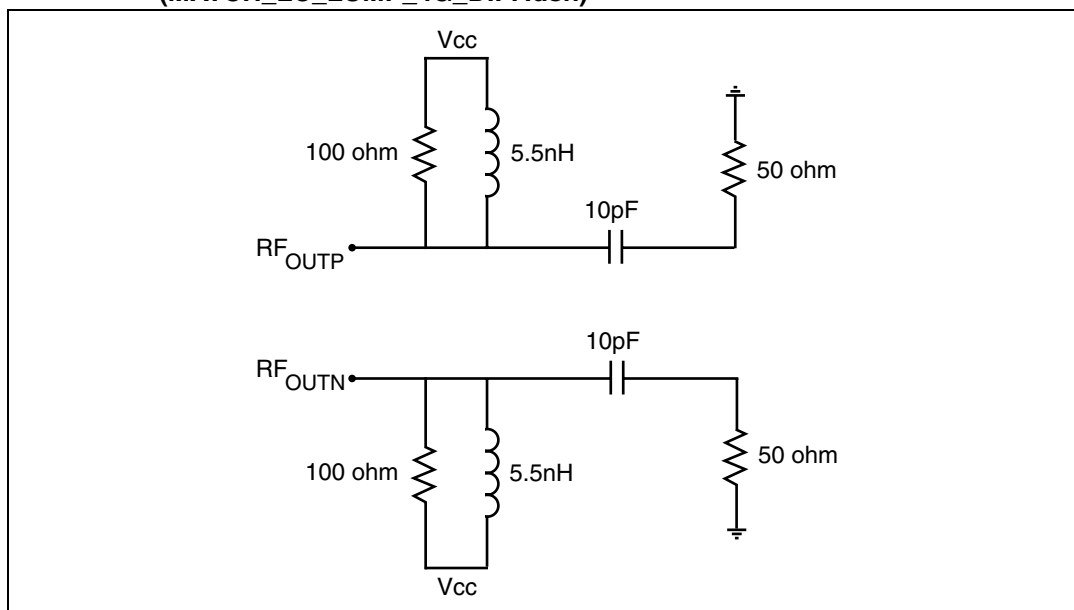 Vcc
100 ohm
5.5nH
50 ohm
10pF
RFOUTP
10pF
RFOUTN
100 ohm
5.5nH
50 ohm
Vcc